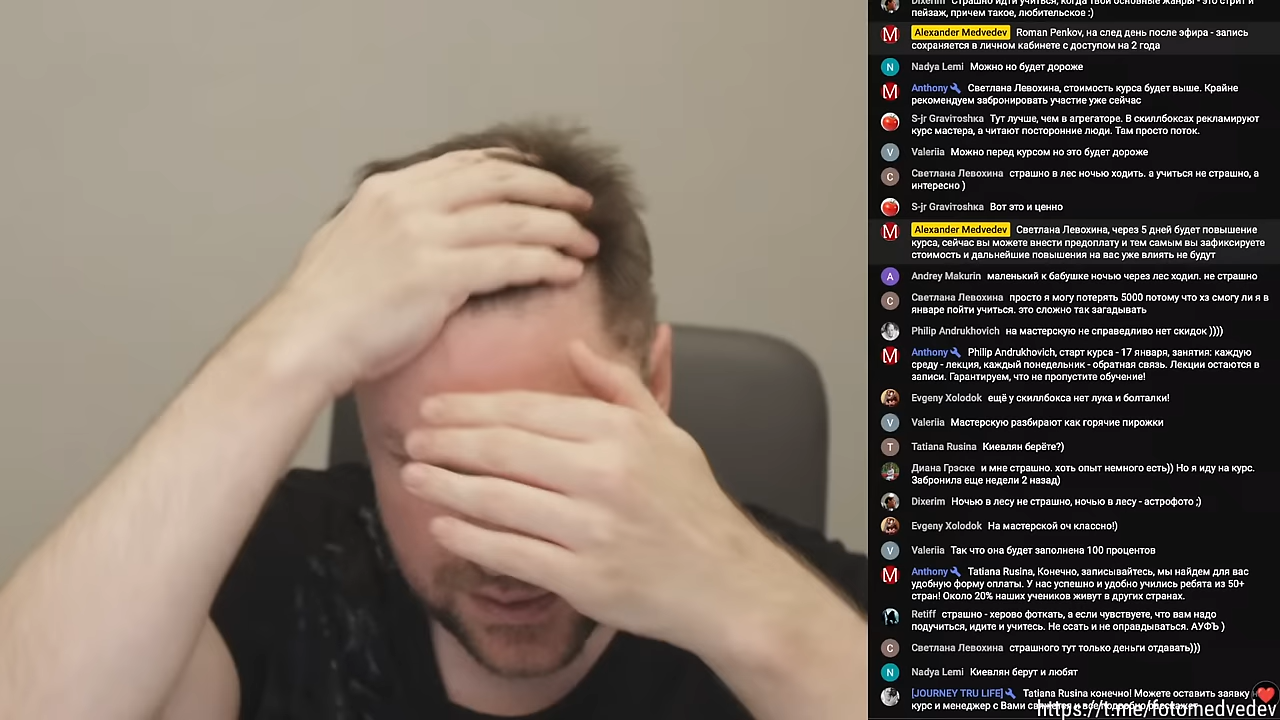 Dixerim Страшно идти учиться, когда твои основные жанры - это стрит и
пейзаж, причем такое, любительское :)
Alexander Medvedev Roman Penkov, на след день после эфира - запись
сохраняется в личном кабинете с доступом на 2 года
Nadya Lemi Можно но будет дороже
Anthony Светлана Левохина, стоимость курса будет выше. Крайне
рекомендуем забронировать участие уже сейчас
S-jr Graviтоshка Тут лучше, чем в агрегаторе. В скиллбоксах рекламируют
курс мастера, а читают посторонние люди. Там просто поток.
Valeriia Можно перед курсом но это будет дороже
Светлана Левохина страшно в лес ночью ходить. а учиться не страшно, а
интересно )
S-jr Graviтоshка Вот это и ценно
Alexander Medvedev Светлана Левохина, через 5 дней будет повышение
курса, сейчас вы можете внести предоплату и тем самым вы зафиксируете
стоимость и дальнейшие повышения на вас уже влиять не будут
Andrey Makurin маленький к бабушке ночью через лес ходил. не страшно
Светлана Левохина просто я могу потерять 5000 потому что хз смогу ли я в
январе пойти учиться. это сложно так загадывать
Philip Andrukhovich на мастерскую не справедливо нет скидок ))))
Anthony Philip Andrukhovich, старт курса - 17 января, занятия: каждую
среду - лекция, каждый понедельник - обратная связь. Лекции остаются в
записи. Гарантируем, что не пропустите обучение!
Evgeny Xolodok ещё у скиллбокса нет лука и болталки!
Valeriia Мастерскую разбирают как горячие пирожки
Tatiana Rusina Киевлян берёте?)
Диана Грэске и мне страшно. хоть опыт немного есть)) Но я иду на курс.
Забронила еще недели 2 назад)
Dixerim Ночью в лесу не страшно, ночью в лесу - астрофото ;)
Evgeny Xolodok На мастерской оч классно!)
Valeriia Так что она будет заполнена 100 процентов
Anthony Tatiana Rusina, Конечно, записывайтесь, мы найдем для вас
удобную форму оплаты. У нас успешно и удобно учились ребята из 50+
стран! Около 20% наших учеников живут в других странах.
Retiff страшно - херово фоткать, а если чувствуете, что вам надо
подучиться, идите и учитесь. Не ссать и не оправдываться. АУФЪ )
Светлана Левохина страшного тут только деньги отдавать)))
Nadya Lemi Киевлян берут и любят
[JOURNEY TRU LIFE] Tatiana Rusina конечно! Можете оставить заявку
курс и менеджер с Вами
https://t.me/fotomedvedev